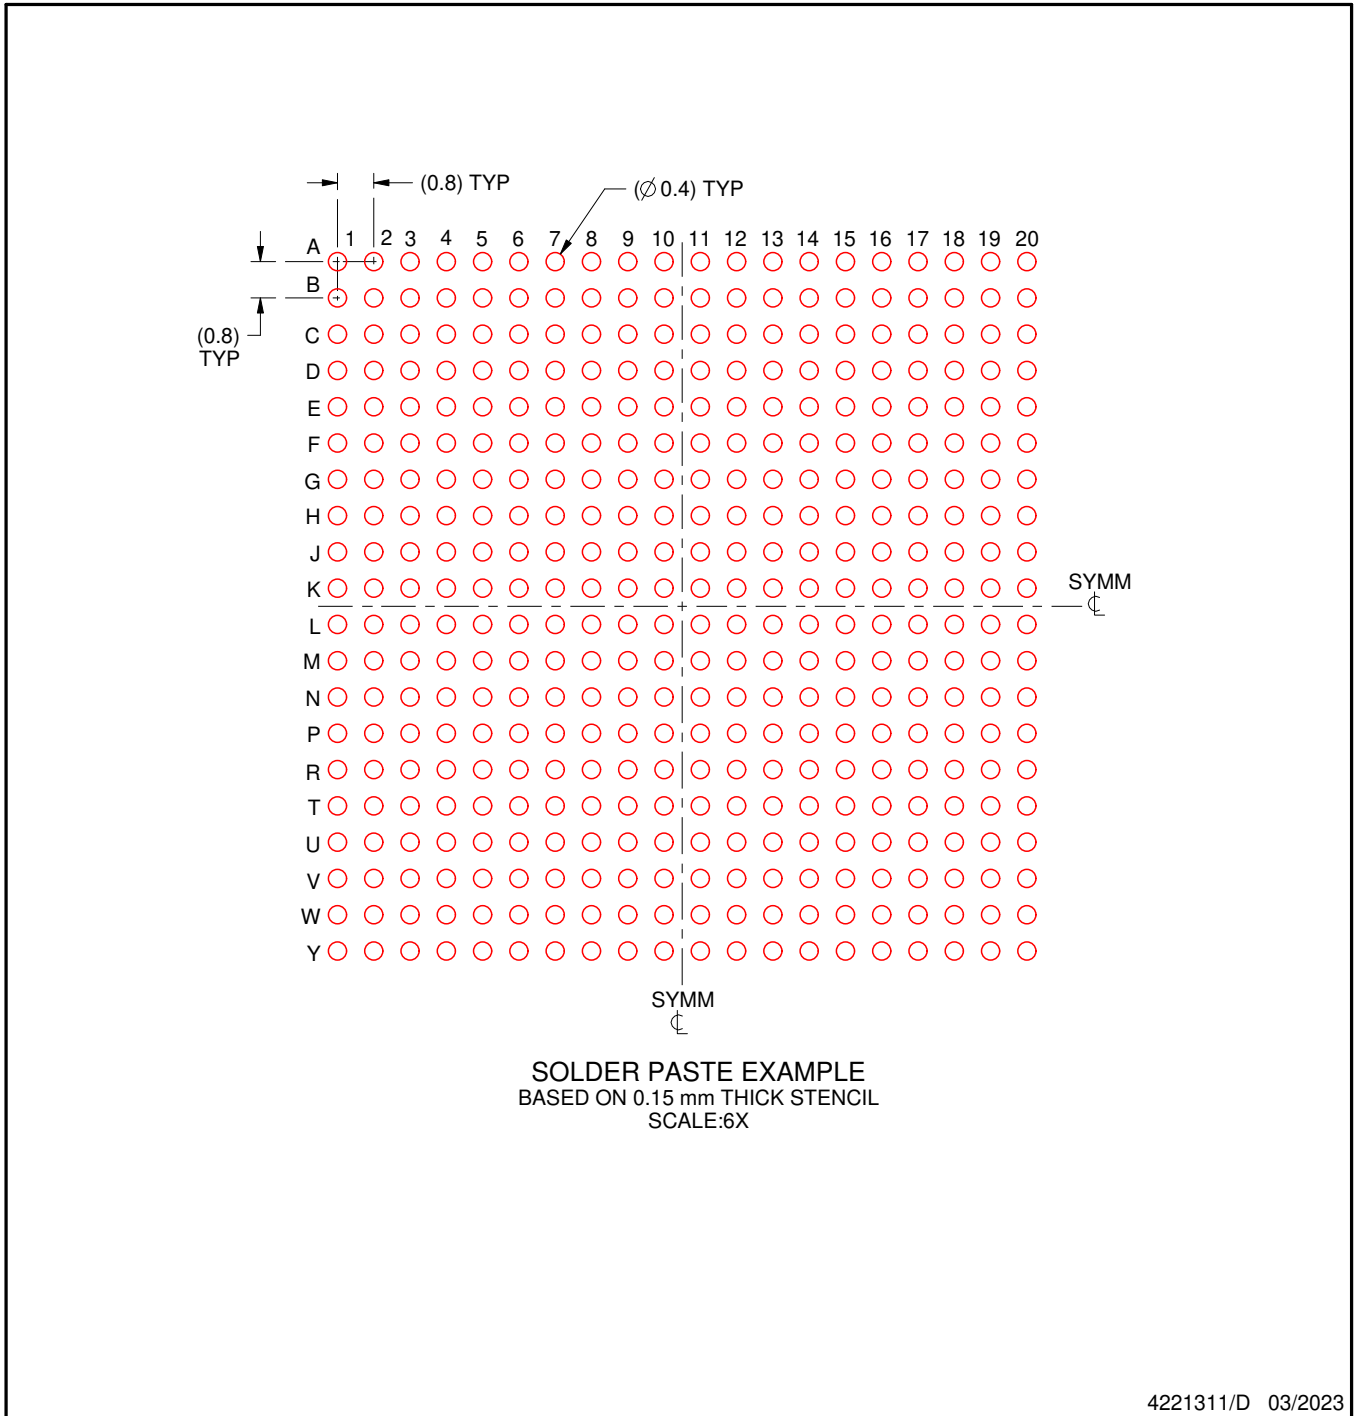 (0.8) TYP
(∅ 0.4) TYP
1 2 3 4 5 6 7 8 9 10 11 12 13 14 15 16 17 18 19 20
A
B
(0.8)
TYP
C
D
E
F
G
H
J
K
SYMM
℄
L
M
N
P
R
T
U
V
W
Y
SYMM
℄
SOLDER PASTE EXAMPLE
BASED ON 0.15 mm THICK STENCIL
SCALE:6X
4221311/D 03/2023